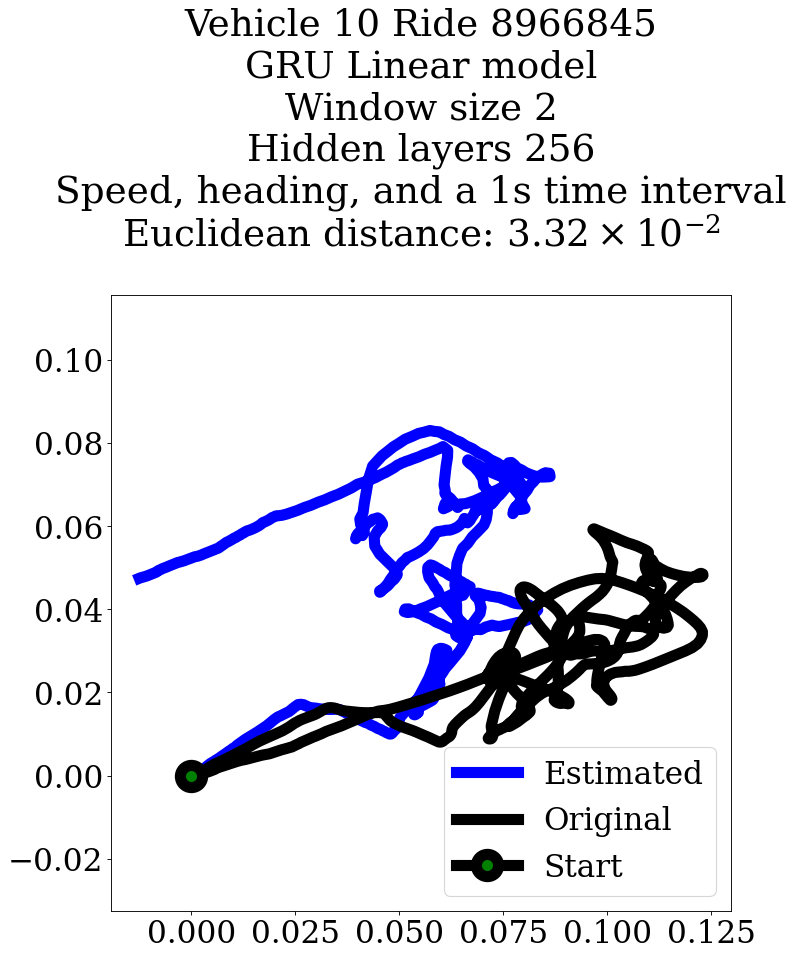 Vehicle 10 Ride 8966845
GRU Linear model
Window size 2
Hidden layers 256
Speed, heading, and a 1s time interval
Euclidean distance: 3.32 × 10⁻²
0.10
0.08
0.06
0.04
0.02
0.00
−0.02
Estimated
Original
Start
0.000 0.025 0.050 0.075 0.100 0.125